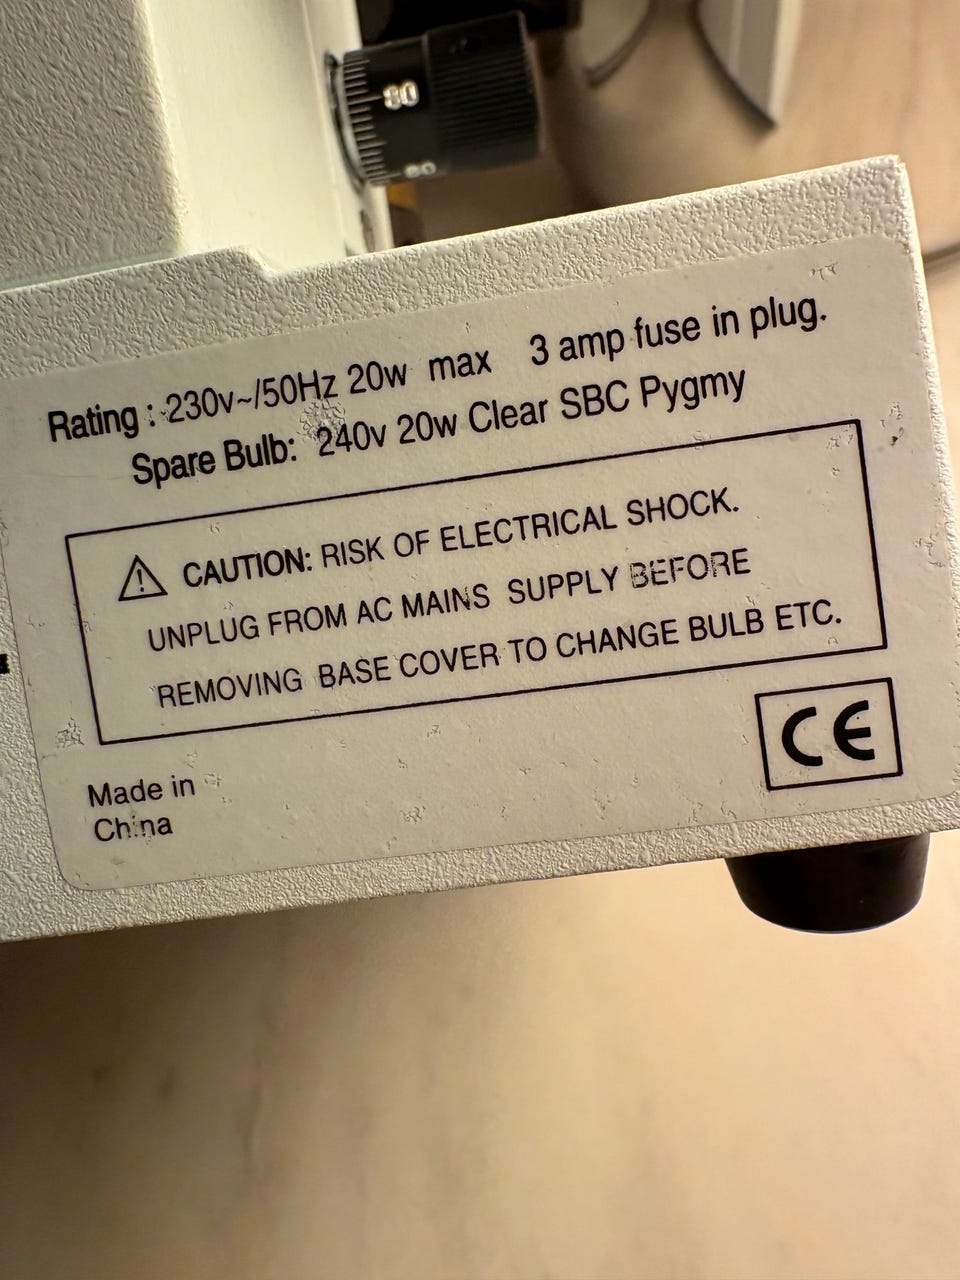 80
60
Rating : 230v~/50Hz 20w max 3 amp fuse in plug.
Spare Bulb: 240v 20w Clear SBC Pygmy
CAUTION: RISK OF ELECTRICAL SHOCK.
UNPLUG FROM AC MAINS SUPPLY BEFORE
REMOVING BASE COVER TO CHANGE BULB ETC.
CE
Made in
China